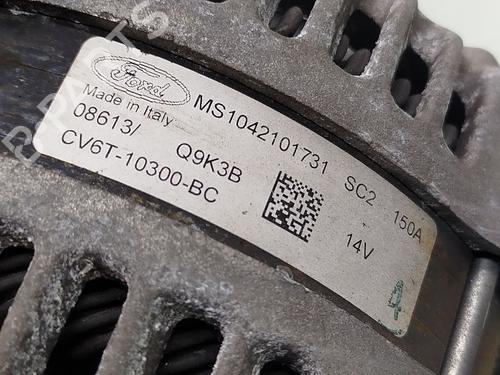 Ford
Made in Italy
MS1042101731 SC2 150A
08613/ Q9K3B 14V
CV6T-10300-BC